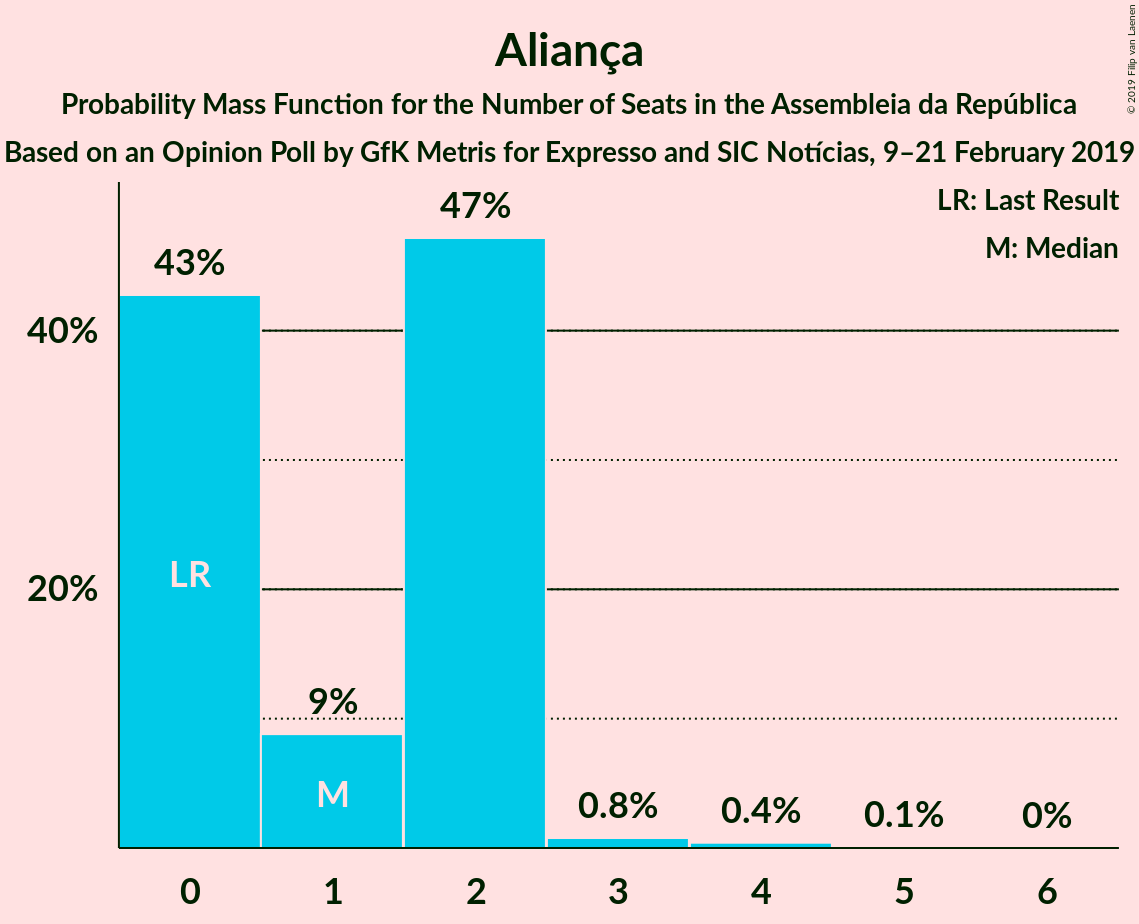 Aliança
Probability Mass Function for the Number of Seats in the Assembleia da República
Based on an Opinion Poll by GfK Metris for Expresso and SIC Notícias, 9–21 February 2019
© 2019 Filip van Laenen
LR: Last Result
M: Median
47%
43%
40%
LR
20%
9%
M
0.8%
0.4%
0.1%
0%
0 1 2 3 4 5 6